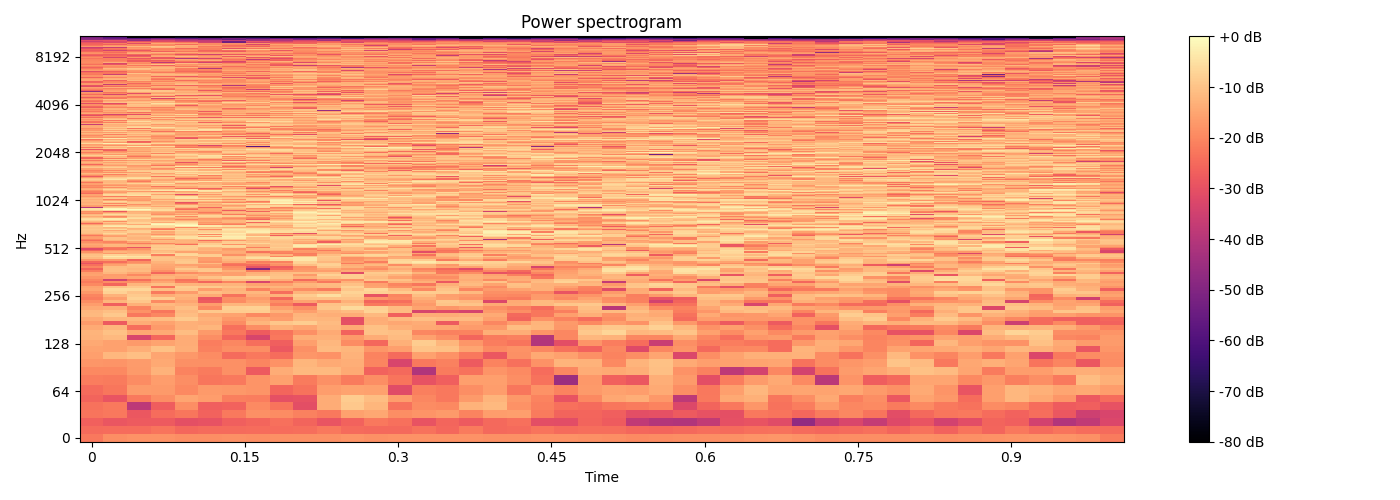 Power spectrogram
Hz
8192
4096
2048
1024
512
256
128
64
0
0 0.15 0.3 0.45 0.6 0.75 0.9
Time
+0 dB
-10 dB
-20 dB
-30 dB
-40 dB
-50 dB
-60 dB
-70 dB
-80 dB